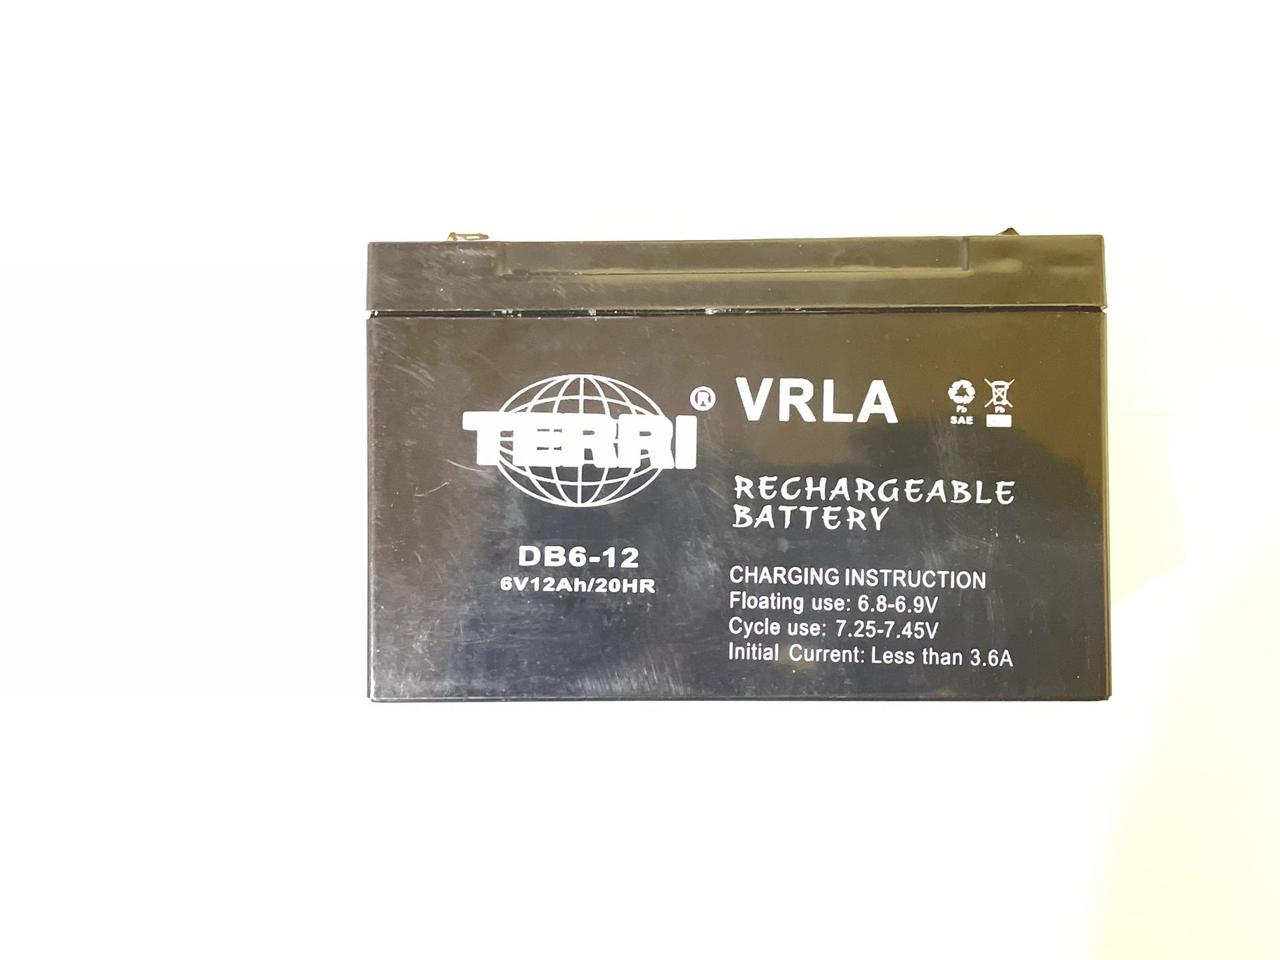 TERRI®
VRLA
Pb
SAE
Pb
RECHARGEABLE
BATTERY
DB6-12
6V12Ah/20HR
CHARGING INSTRUCTION
Floating use: 6.8-6.9V
Cycle use: 7.25-7.45V
Initial Current: Less than 3.6A